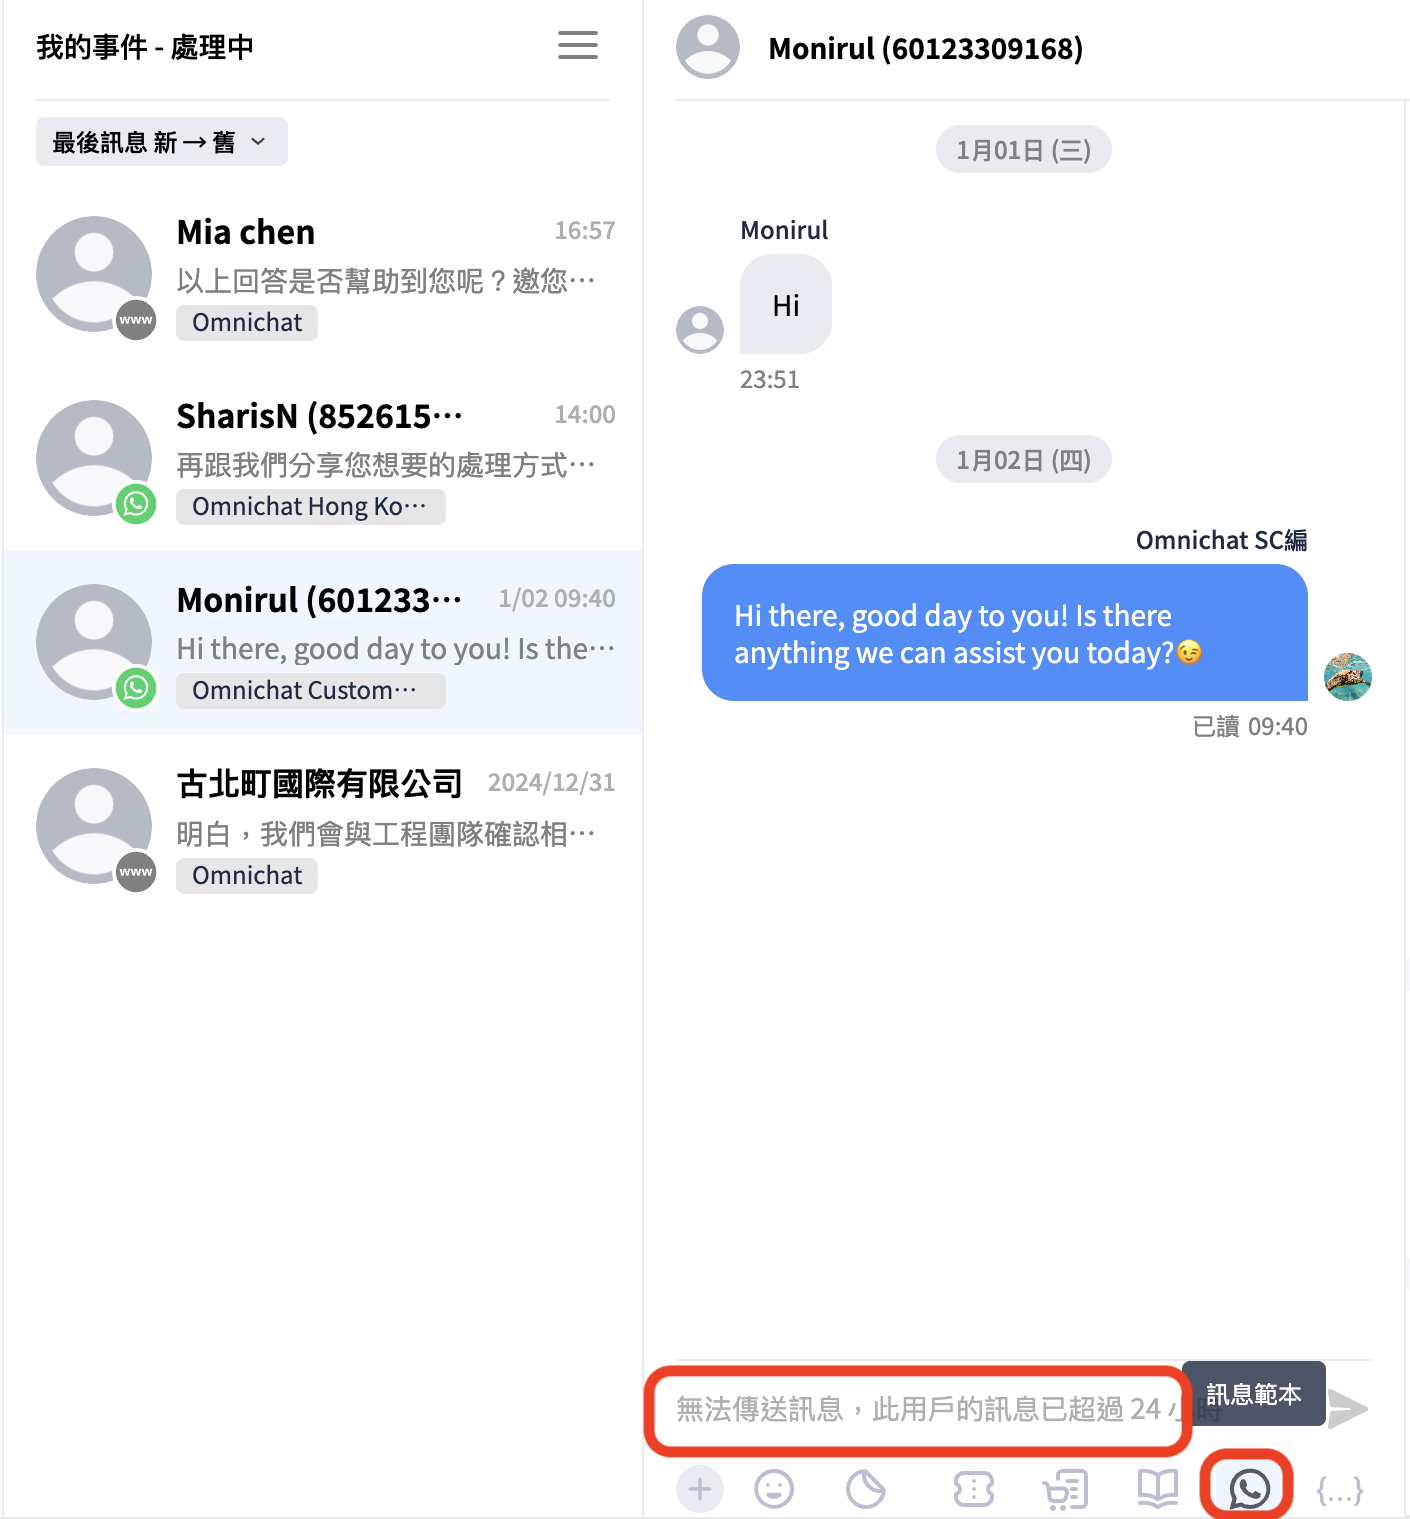 我的事件 - 處理中
最後訊息 新 → 舊
Mia chen
16:57
以上回答是否幫助到您呢？邀您…
www
Omnichat
SharisN (852615…
14:00
再跟我們分享您想要的處理方式…
Omnichat Hong Ko…
Monirul (601233…
1/02 09:40
Hi there, good day to you! Is the…
Omnichat Custom…
古北町國際有限公司
2024/12/31
明白，我們會與工程團隊確認相…
www
Omnichat
Monirul (60123309168)
1月01日 (三)
Monirul
Hi
23:51
1月02日 (四)
Omnichat SC編
Hi there, good day to you! Is there
anything we can assist you today?😉
已讀 09:40
無法傳送訊息，此用戶的訊息已超過 24 小時
訊息範本
{...}